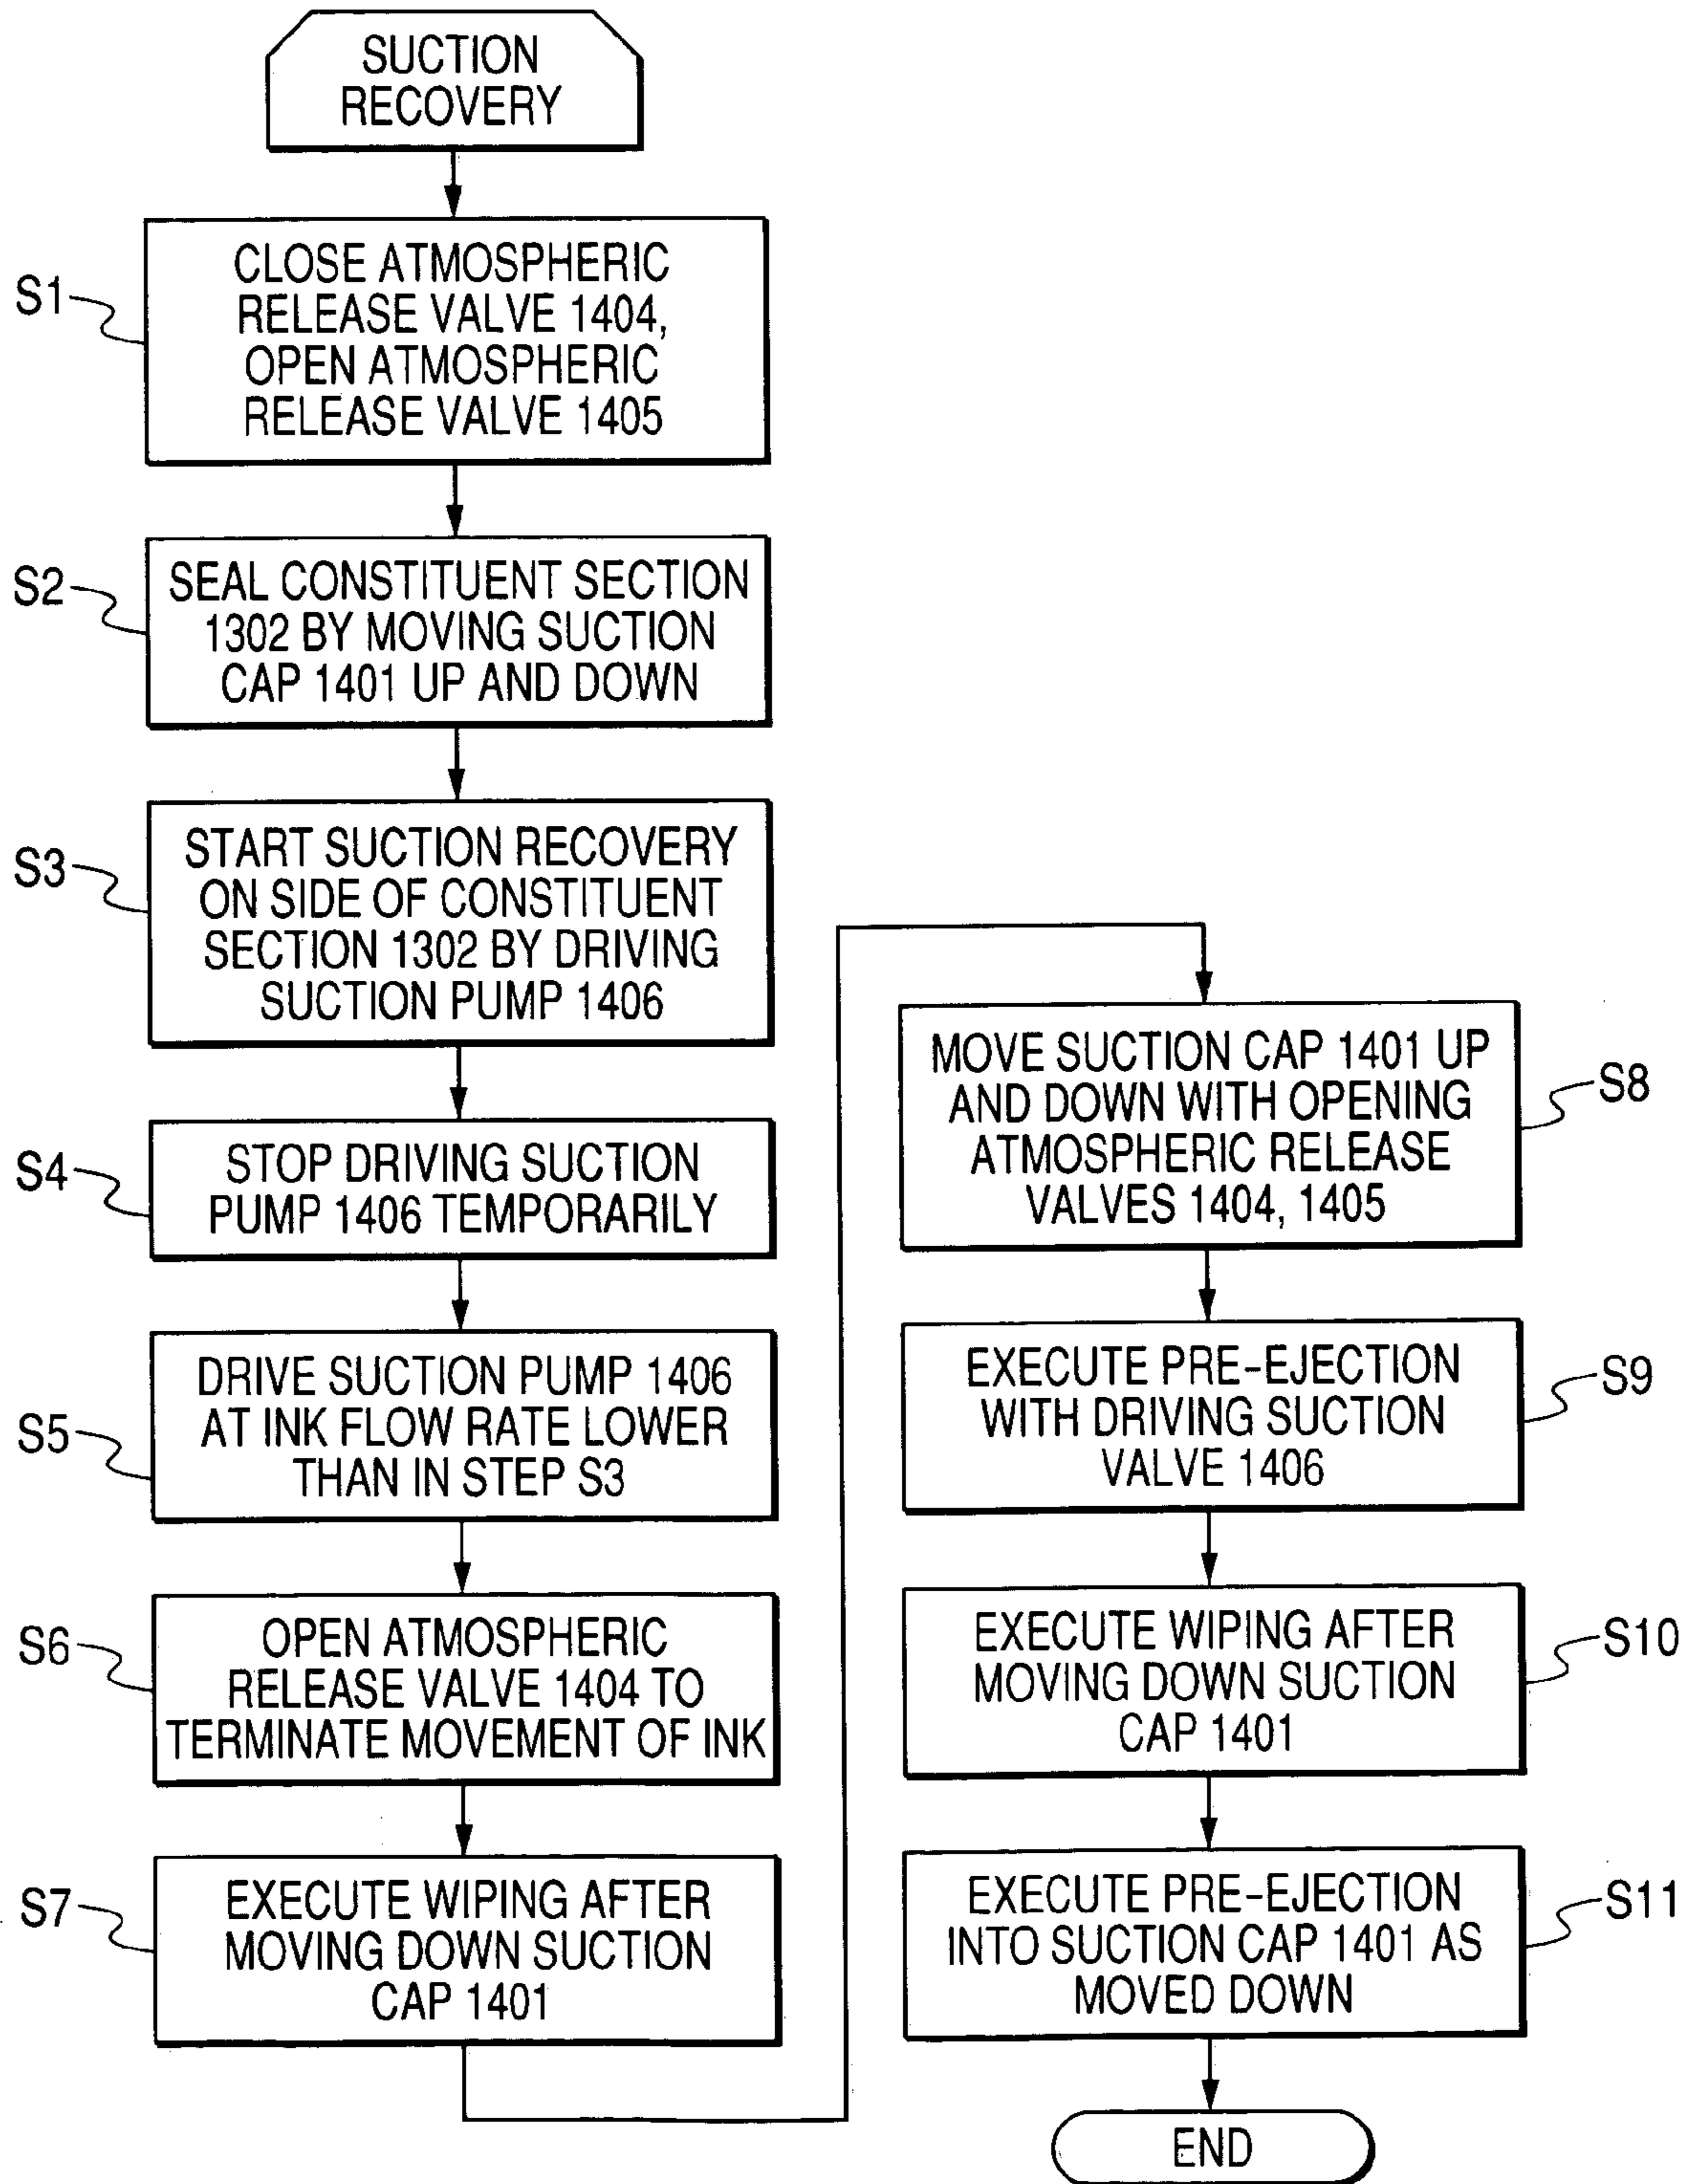 SUCTION
RECOVERY
S1
CLOSE ATMOSPHERIC
RELEASE VALVE 1404,
OPEN ATMOSPHERIC
RELEASE VALVE 1405
S2
SEAL CONSTITUENT SECTION
1302 BY MOVING SUCTION
CAP 1401 UP AND DOWN
S3
START SUCTION RECOVERY
ON SIDE OF CONSTITUENT
SECTION 1302 BY DRIVING
SUCTION PUMP 1406
S4
STOP DRIVING SUCTION
PUMP 1406 TEMPORARILY
S5
DRIVE SUCTION PUMP 1406
AT INK FLOW RATE LOWER
THAN IN STEP S3
S6
OPEN ATMOSPHERIC
RELEASE VALVE 1404 TO
TERMINATE MOVEMENT OF INK
S7
EXECUTE WIPING AFTER
MOVING DOWN SUCTION
CAP 1401
MOVE SUCTION CAP 1401 UP
AND DOWN WITH OPENING
ATMOSPHERIC RELEASE
VALVES 1404, 1405
S8
EXECUTE PRE-EJECTION
WITH DRIVING SUCTION
VALVE 1406
S9
EXECUTE WIPING AFTER
MOVING DOWN SUCTION
CAP 1401
S10
EXECUTE PRE-EJECTION
INTO SUCTION CAP 1401 AS
MOVED DOWN
S11
END